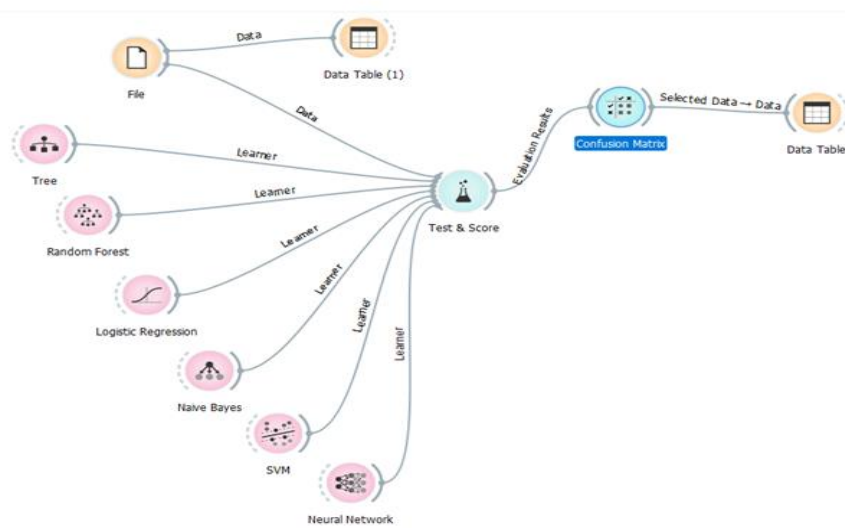 Data
Data Table (1)
File
Data
Selected Data → Data
Evaluation Results
Confusion Matrix
Data Table
Learner
Tree
Learner
Random Forest
Test & Score
Learner
Learner
Logistic Regression
Learner
Learner
Naive Bayes
SVM
Neural Network